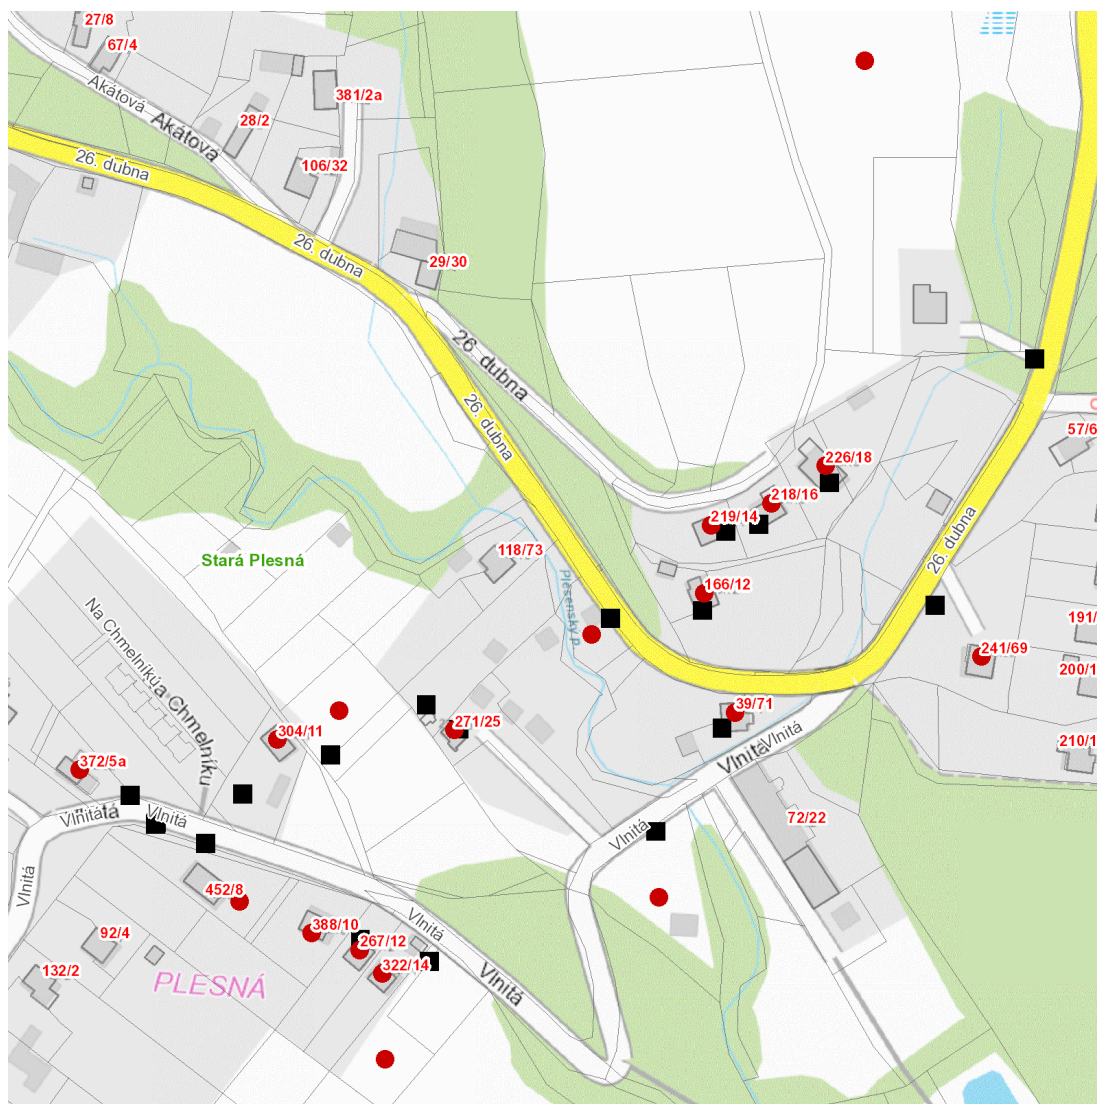 27/8
67/4
Akátová
Akátová
381/2a
28/2
106/32
26. dubna
26. dubna
29/30
26. dubna
26. dubna
57/6
226/18
218/16
219/14
26. dubna
118/73
Stará Plesná
166/12
Plesenský p.
Na Chmelníku
a Chmelníku
191/
241/69
200/1
39/71
271/25
304/11
Vlnitá
Vlnitá
210/1
372/5a
Vlnitá
Vlnitá
72/22
Vlnitá
Vlnitá
452/8
388/10
Vlnitá
92/4
267/12
322/14
132/2
PLESNÁ
Vlnitá